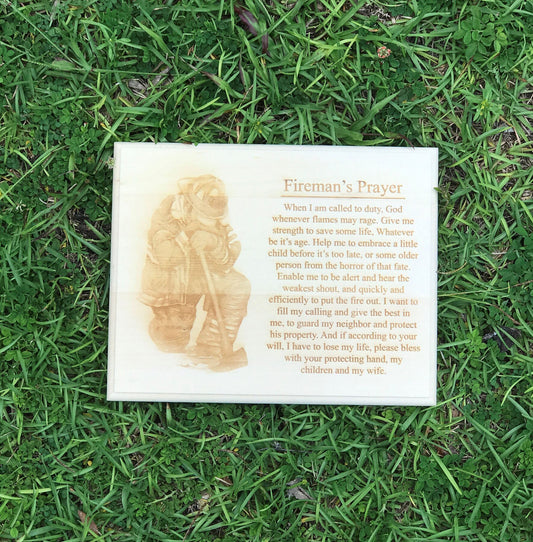 Fireman's Prayer
When I am called to duty, God
whenever flames may rage. Give me
strength to save some life, Whatever
be it's age. Help me to embrace a little
child before it's too late, or some older
person from the horror of that fate.
Enable me to be alert and hear the
weakest shout, and quickly and
efficiently to put the fire out. I want to
fill my calling and give the best in
me, to guard my neighbor and protect
his property. And if according to your
will, I have to lose my life, please bless
with your protecting hand, my
children and my wife.